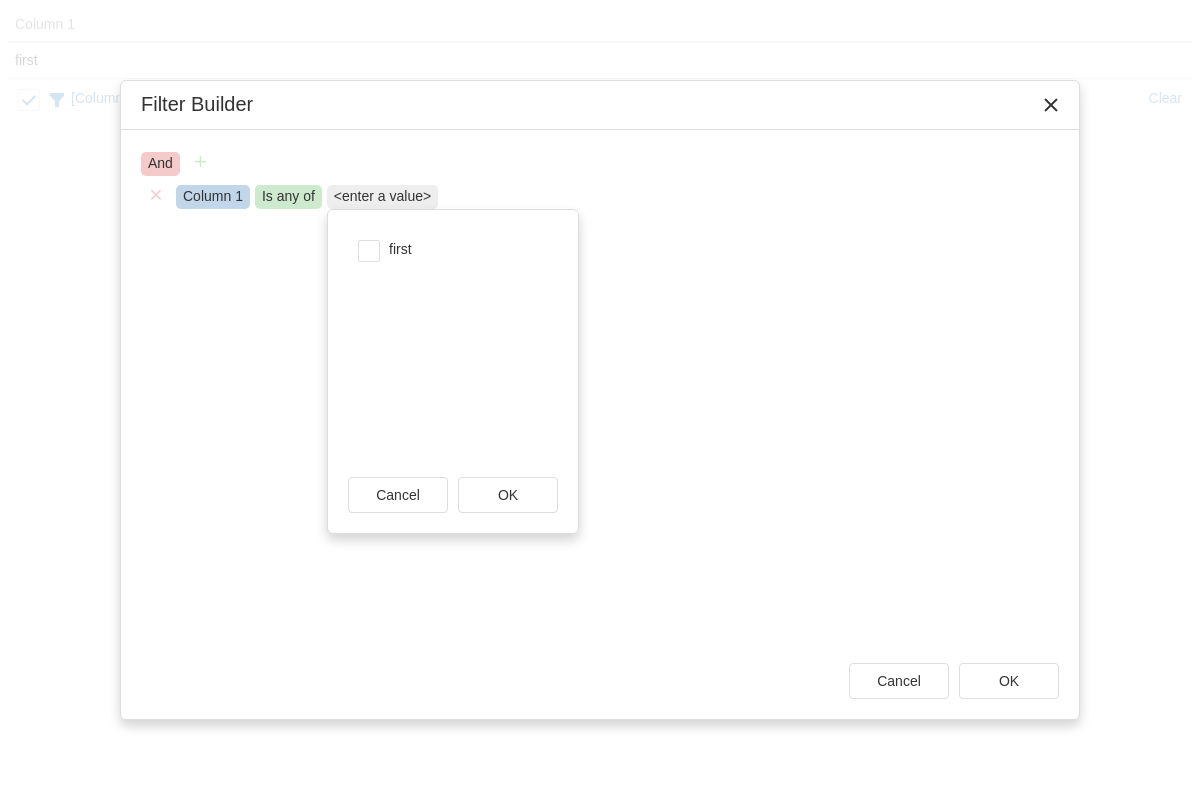 Column 1
first
[Column
Clear
Filter Builder
And
Column 1 Is any of <enter a value>
first
Cancel OK
Cancel OK